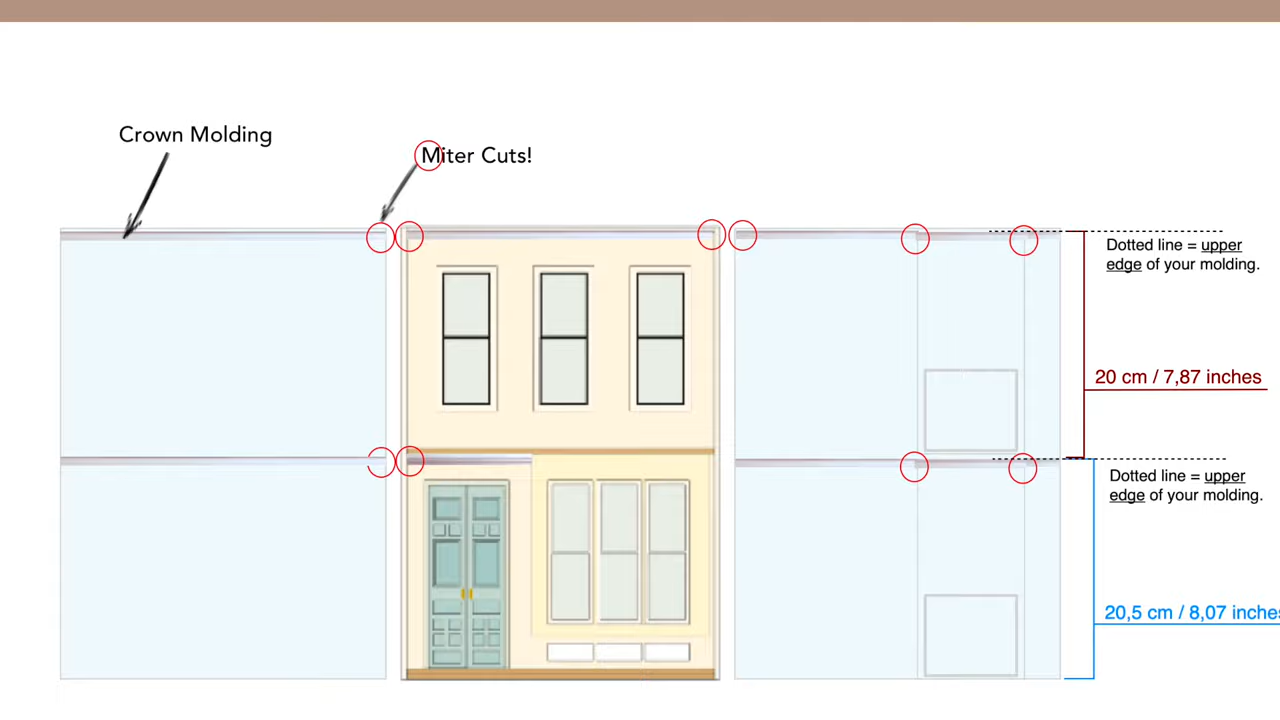 Crown Molding
Miter Cuts!
Dotted line = upper
edge of your molding.
20 cm / 7,87 inches
Dotted line = upper
edge of your molding.
20,5 cm / 8,07 inches